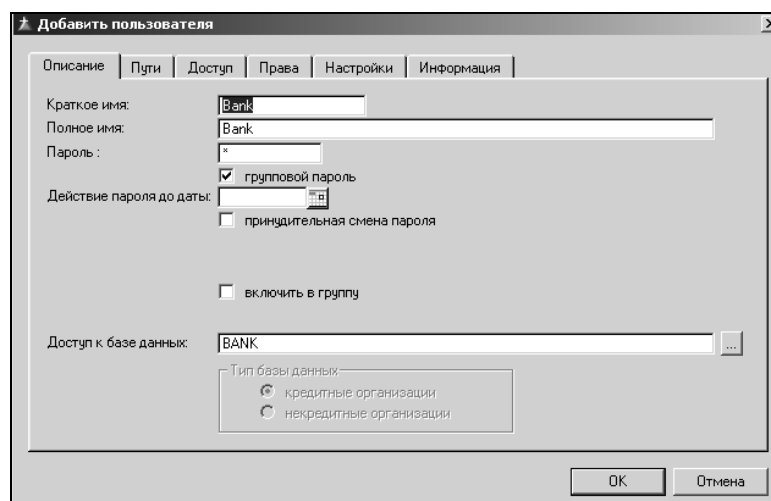 Добавить пользователя
Описание Пути Доступ Права Настройки Информация
Краткое имя: Bank
Полное имя: Bank
Пароль : *
групповой пароль
Действие пароля до даты:
принудительная смена пароля
включить в группу
Доступ к базе данных: BANK ...
Тип базы данных
кредитные организации
некредитные организации
OK Отмена